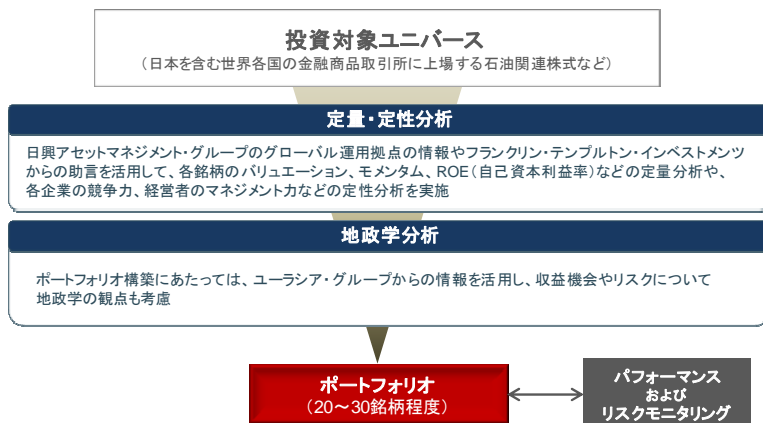 投資対象ユニバース
（日本を含む世界各国の金融商品取引所に上場する石油関連株式など）
定量・定性分析
日興アセットマネジメント・グループのグローバル運用拠点の情報やフランクリン・テンプルトン・インベストメンツ
からの助言を活用して、各銘柄のバリュエーション、モメンタム、ROE（自己資本利益率）などの定量分析や、
各企業の競争力、経営者のマネジメント力などの定性分析を実施
地政学分析
ポートフォリオ構築にあたっては、ユーラシア・グループからの情報を活用し、収益機会やリスクについて
地政学の観点も考慮
ポートフォリオ
（20～30銘柄程度）
パフォーマンス
および
リスクモニタリング